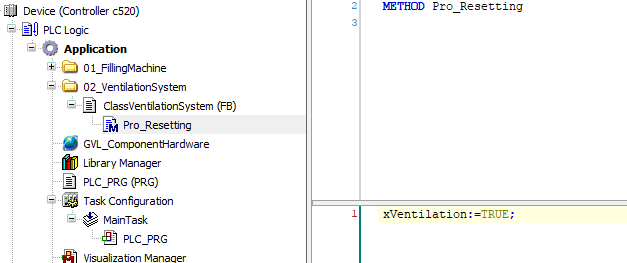 Device (Controller c520)
PLC Logic
Application
01_FillingMachine
02_VentilationSystem
ClassVentilationSystem (FB)
Pro_Resetting
GVL_ComponentHardware
Library Manager
PLC_PRG (PRG)
Task Configuration
MainTask
PLC_PRG
Visualization Manager
2 METHOD Pro_Resetting
3
1 xVentilation:=TRUE;